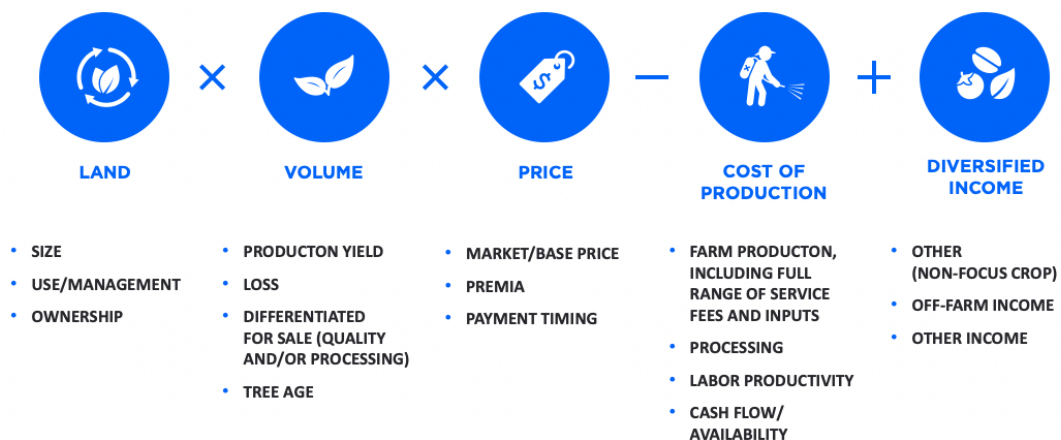 LAND
VOLUME
PRICE
COST OF
PRODUCTION
DIVERSIFIED
INCOME
• SIZE
• USE/MANAGEMENT
• OWNERSHIP
• PRODUCTON YIELD
• LOSS
• DIFFERENTIATED
FOR SALE (QUALITY
AND/OR PROCESSING)
• TREE AGE
• MARKET/BASE PRICE
• PREMIA
• PAYMENT TIMING
• FARM PRODUCTON,
INCLUDING FULL
RANGE OF SERVICE
FEES AND INPUTS
• PROCESSING
• LABOR PRODUCTIVITY
• CASH FLOW/
AVAILABILITY
• OTHER
(NON-FOCUS CROP)
• OFF-FARM INCOME
• OTHER INCOME